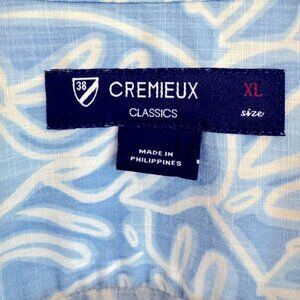 38
CREMIEUX
CLASSICS
XL
size
MADE IN
PHILIPPINES